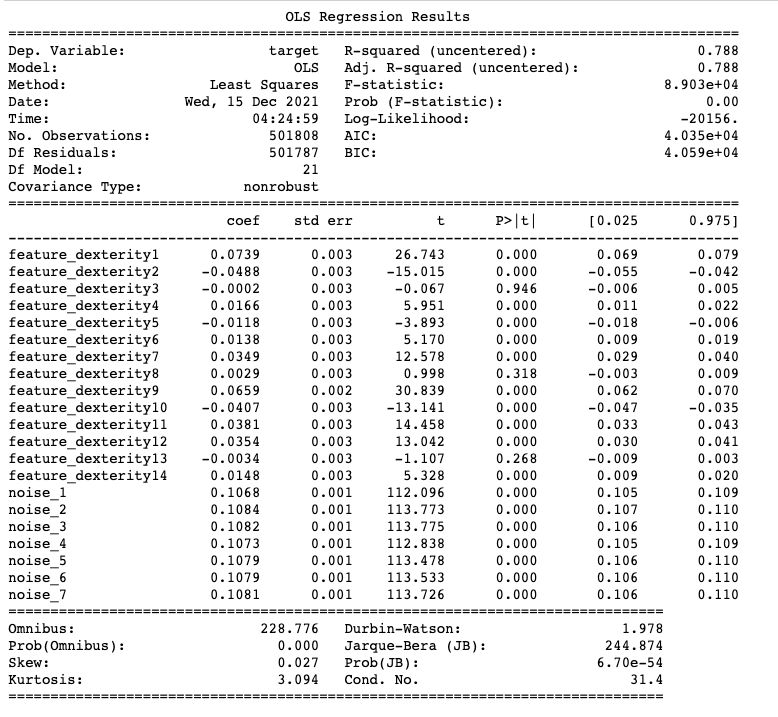 OLS Regression Results
==============================================================================
Dep. Variable: target R-squared (uncentered): 0.788
Model: OLS Adj. R-squared (uncentered): 0.788
Method: Least Squares F-statistic: 8.903e+04
Date: Wed, 15 Dec 2021 Prob (F-statistic): 0.00
Time: 04:24:59 Log-Likelihood: -20156.
No. Observations: 501808 AIC: 4.035e+04
Df Residuals: 501787 BIC: 4.059e+04
Df Model: 21
Covariance Type: nonrobust
==============================================================================
coef std err t P>|t| [0.025 0.975]
------------------------------------------------------------------------------
feature_dexterity1 0.0739 0.003 26.743 0.000 0.069 0.079
feature_dexterity2 -0.0488 0.003 -15.015 0.000 -0.055 -0.042
feature_dexterity3 -0.0002 0.003 -0.067 0.946 -0.006 0.005
feature_dexterity4 0.0166 0.003 5.951 0.000 0.011 0.022
feature_dexterity5 -0.0118 0.003 -3.893 0.000 -0.018 -0.006
feature_dexterity6 0.0138 0.003 5.170 0.000 0.009 0.019
feature_dexterity7 0.0349 0.003 12.578 0.000 0.029 0.040
feature_dexterity8 0.0029 0.003 0.998 0.318 -0.003 0.009
feature_dexterity9 0.0659 0.002 30.839 0.000 0.062 0.070
feature_dexterity10 -0.0407 0.003 -13.141 0.000 -0.047 -0.035
feature_dexterity11 0.0381 0.003 14.458 0.000 0.033 0.043
feature_dexterity12 0.0354 0.003 13.042 0.000 0.030 0.041
feature_dexterity13 -0.0034 0.003 -1.107 0.268 -0.009 0.003
feature_dexterity14 0.0148 0.003 5.328 0.000 0.009 0.020
noise_1 0.1068 0.001 112.096 0.000 0.105 0.109
noise_2 0.1084 0.001 113.773 0.000 0.107 0.110
noise_3 0.1082 0.001 113.775 0.000 0.106 0.110
noise_4 0.1073 0.001 112.838 0.000 0.105 0.109
noise_5 0.1079 0.001 113.478 0.000 0.106 0.110
noise_6 0.1079 0.001 113.533 0.000 0.106 0.110
noise_7 0.1081 0.001 113.726 0.000 0.106 0.110
==============================================================================
Omnibus: 228.776 Durbin-Watson: 1.978
Prob(Omnibus): 0.000 Jarque-Bera (JB): 244.874
Skew: 0.027 Prob(JB): 6.70e-54
Kurtosis: 3.094 Cond. No. 31.4
==============================================================================